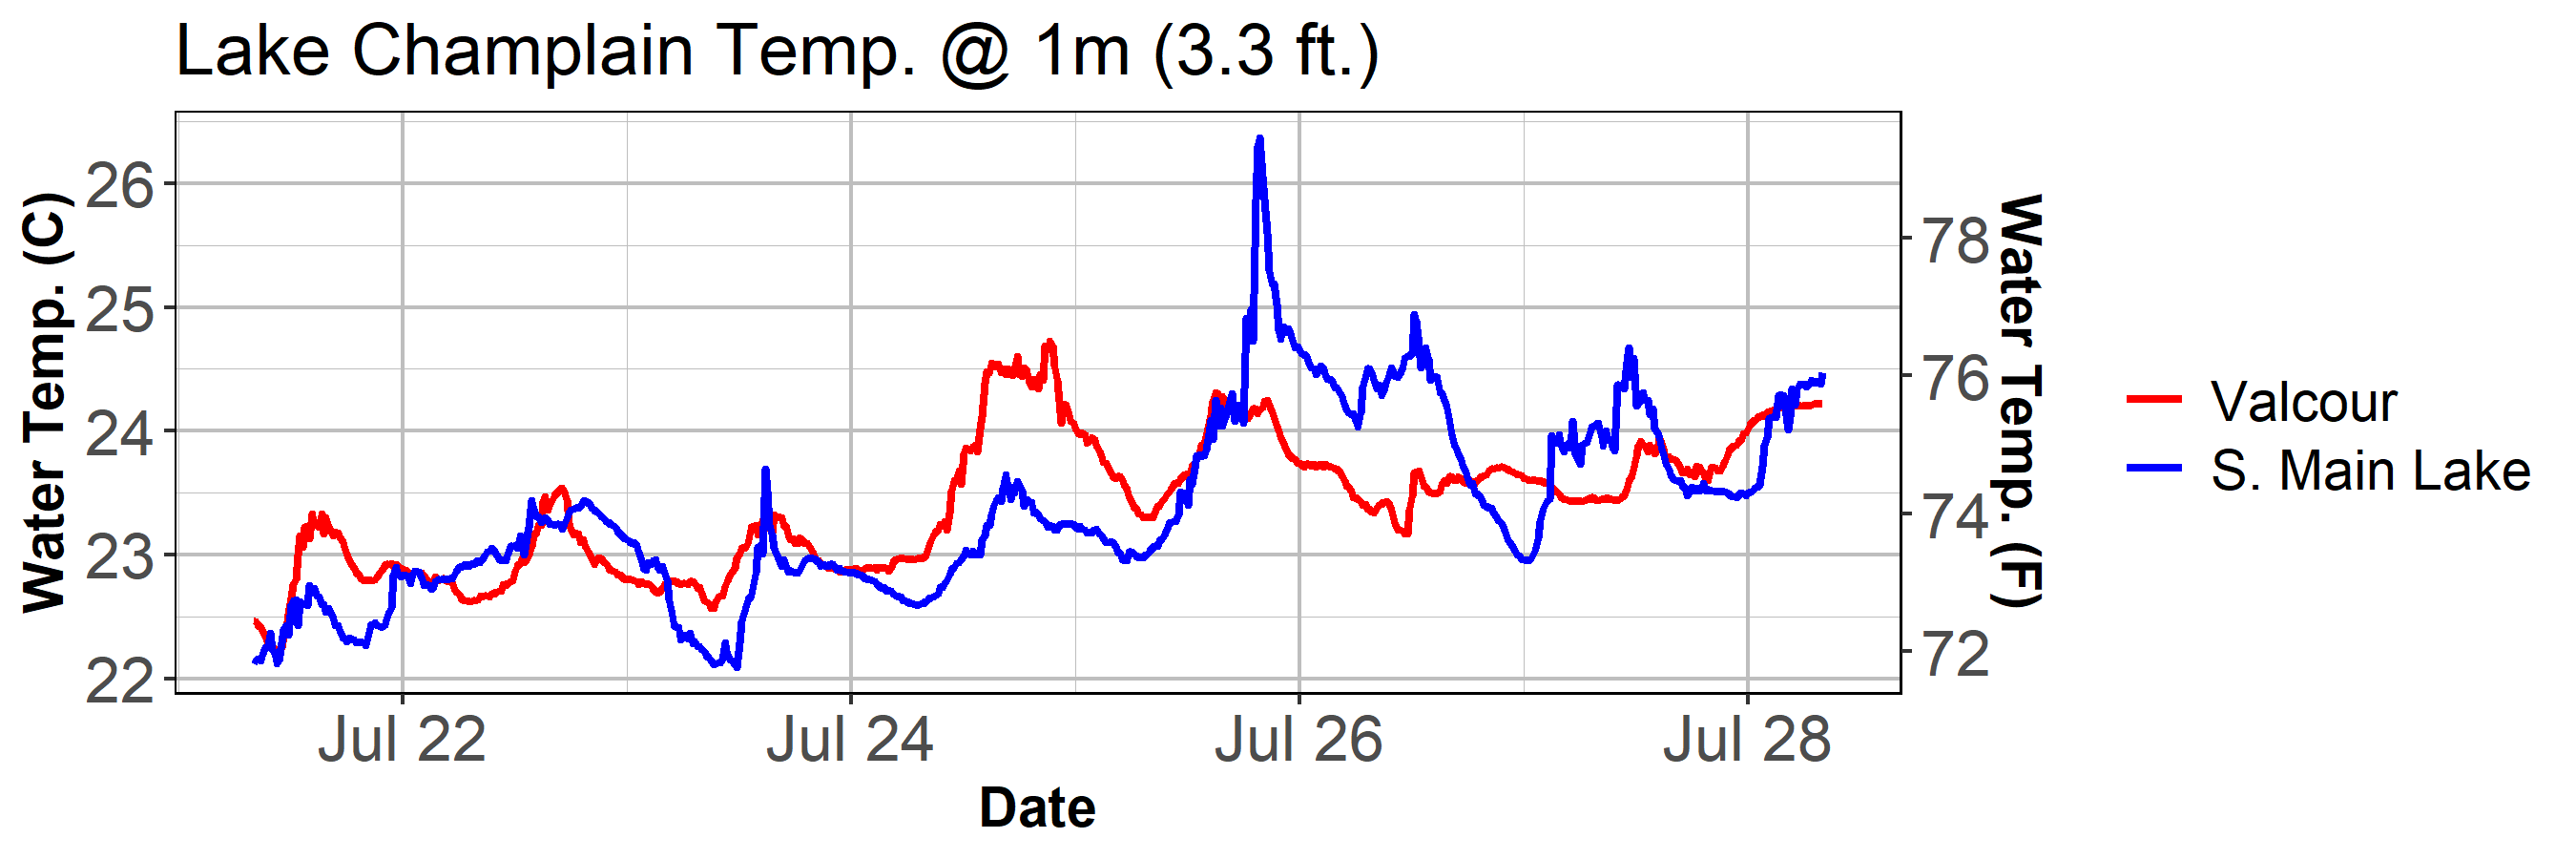 Lake Champlain Temp. @ 1m (3.3 ft.)
Water Temp. (C)
26
25
24
23
22
78
76
74
72
Water Temp. (F)
Jul 22
Jul 24
Jul 26
Jul 28
Date
Valcour
S. Main Lake